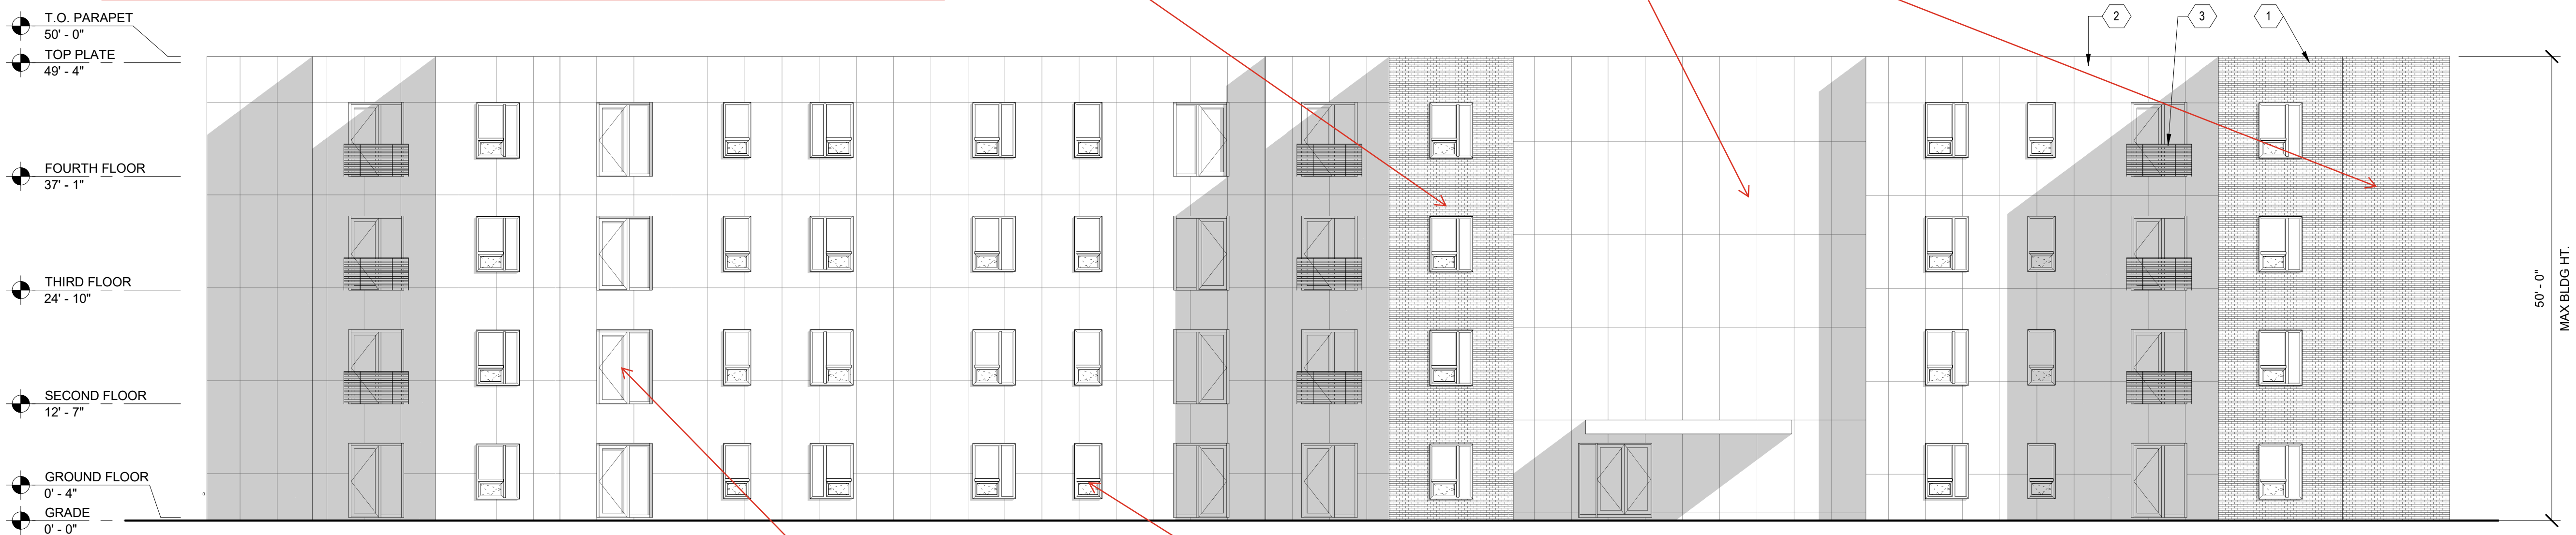 T.O. PARAPET
50' - 0"
TOP PLATE
49' - 4"
FOURTH FLOOR
37' - 1"
THIRD FLOOR
24' - 10"
SECOND FLOOR
12' - 7"
GROUND FLOOR
0' - 4"
GRADE
0' - 0"
0
2
3
1
50' - 0"
MAX BLDG HT.